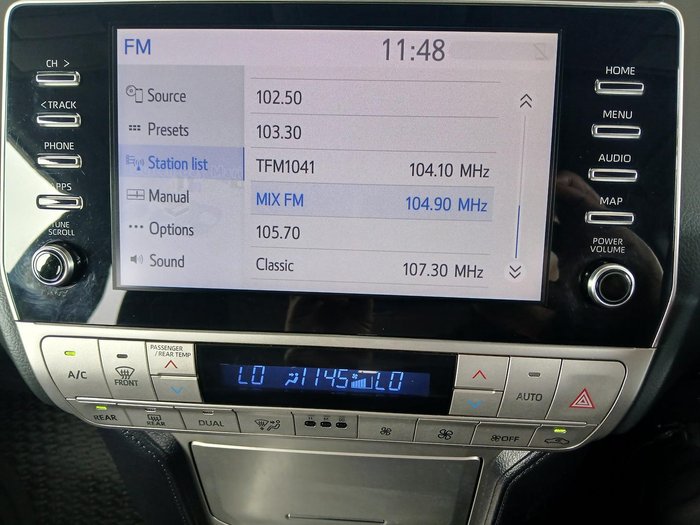 FM
11:48
Source
Presets
Station list
Manual
Options
Sound
102.50
103.30
TFM1041 104.10 MHz
MIX FM 104.90 MHz
105.70
Classic 107.30 MHz
CH >
< TRACK
PHONE
APPS
TUNE
SCROLL
HOME
MENU
AUDIO
MAP
POWER
VOLUME
A/C
FRONT
PASSENGER
/ REAR TEMP
LO 11:45 LO
AUTO
REAR
REAR
DUAL
OFF